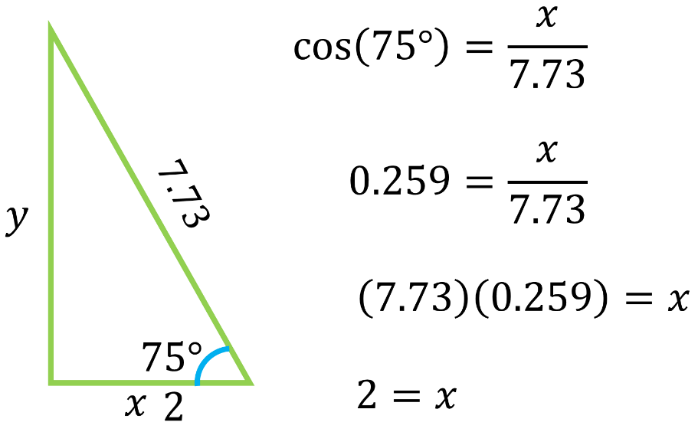 cos(75°) = x/7.73
0.259 = x/7.73
(7.73)(0.259) = x
2 = x
y
7.73
75°
x 2